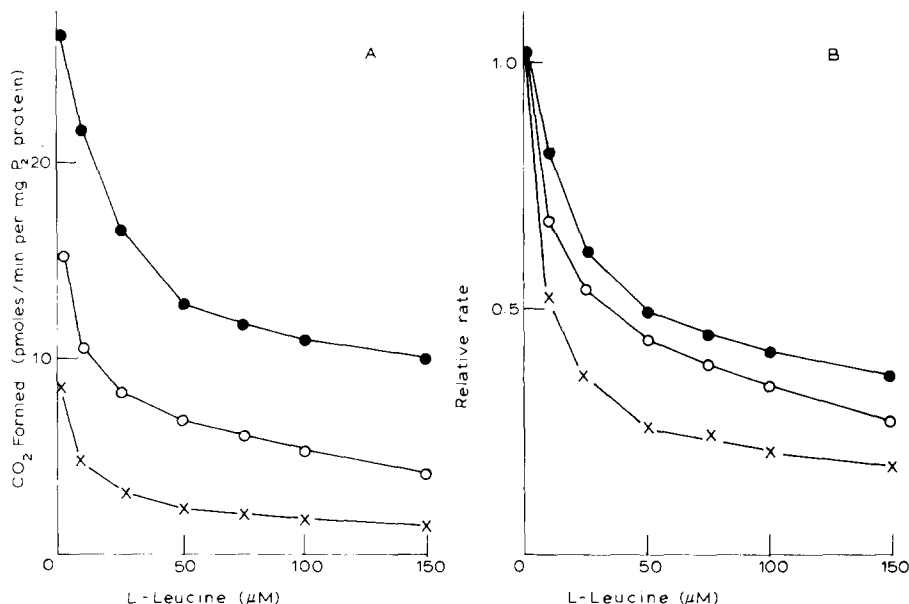 A
CO2 Formed (pmoles/min per mg P2 protein)
20
10
0
50
100
150
L-Leucine (μM)
B
Relative rate
1.0
0.5
0
50
100
150
L-Leucine (μM)